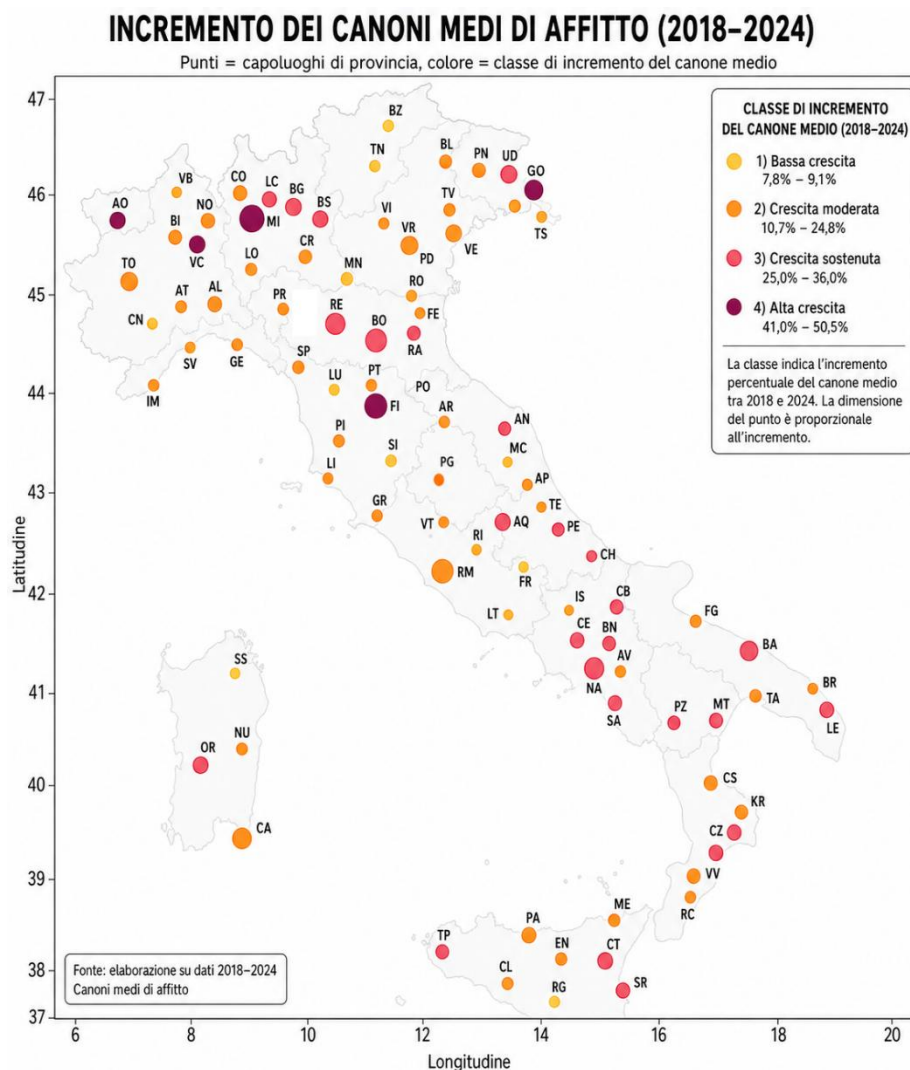 INCREMENTO DEI CANONI MEDI DI AFFITTO (2018–2024)
Punti = capoluoghi di provincia, colore = classe di incremento del canone medio
CLASSE DI INCREMENTO
DEL CANONE MEDIO (2018–2024)
1) Bassa crescita
7,8% – 9,1%
2) Crescita moderata
10,7% – 24,8%
3) Crescita sostenuta
25,0% – 36,0%
4) Alta crescita
41,0% – 50,5%
La classe indica l'incremento
percentuale del canone medio
tra 2018 e 2024. La dimensione
del punto è proporzionale
all'incremento.
Latitudine
47
46
45
44
43
42
41
40
39
38
37
BZ
TN
BL
PN
UD
GO
VB
CO
LC
BG
BS
AO
NO
BI
MI
VI
TV
TS
VC
CR
VR
PD
VE
TO
LO
MN
AT
AL
PR
RE
BO
RO
FE
CN
RA
SV
GE
SP
IM
LU
PT
PO
FI
AR
AN
PI
SI
MC
LI
PG
AP
GR
VT
TE
AQ
PE
RI
CH
RM
FR
LT
IS
CB
FG
CE
BN
BA
AV
NA
SA
BR
TA
PZ
MT
LE
SS
NU
OR
CA
CS
KR
CZ
VV
RC
ME
PA
TP
EN
CT
CL
RG
SR
Fonte: elaborazione su dati 2018–2024
Canoni medi di affitto
6
8
10
12
14
16
18
20
Longitudine